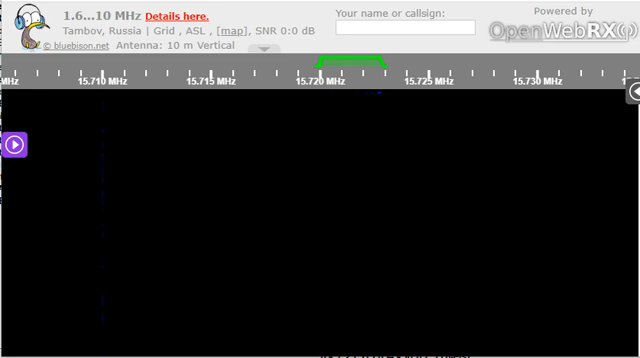 1.6...10 MHz Details here.
Tambov, Russia | Grid , ASL , [map], SNR 0:0 dB
© bluebison.net Antenna: 10 m Vertical
Your name or callsign:
Powered by
OpenWebRX
MHz 15.710 MHz 15.715 MHz 15.720 MHz 15.725 MHz 15.730 MHz